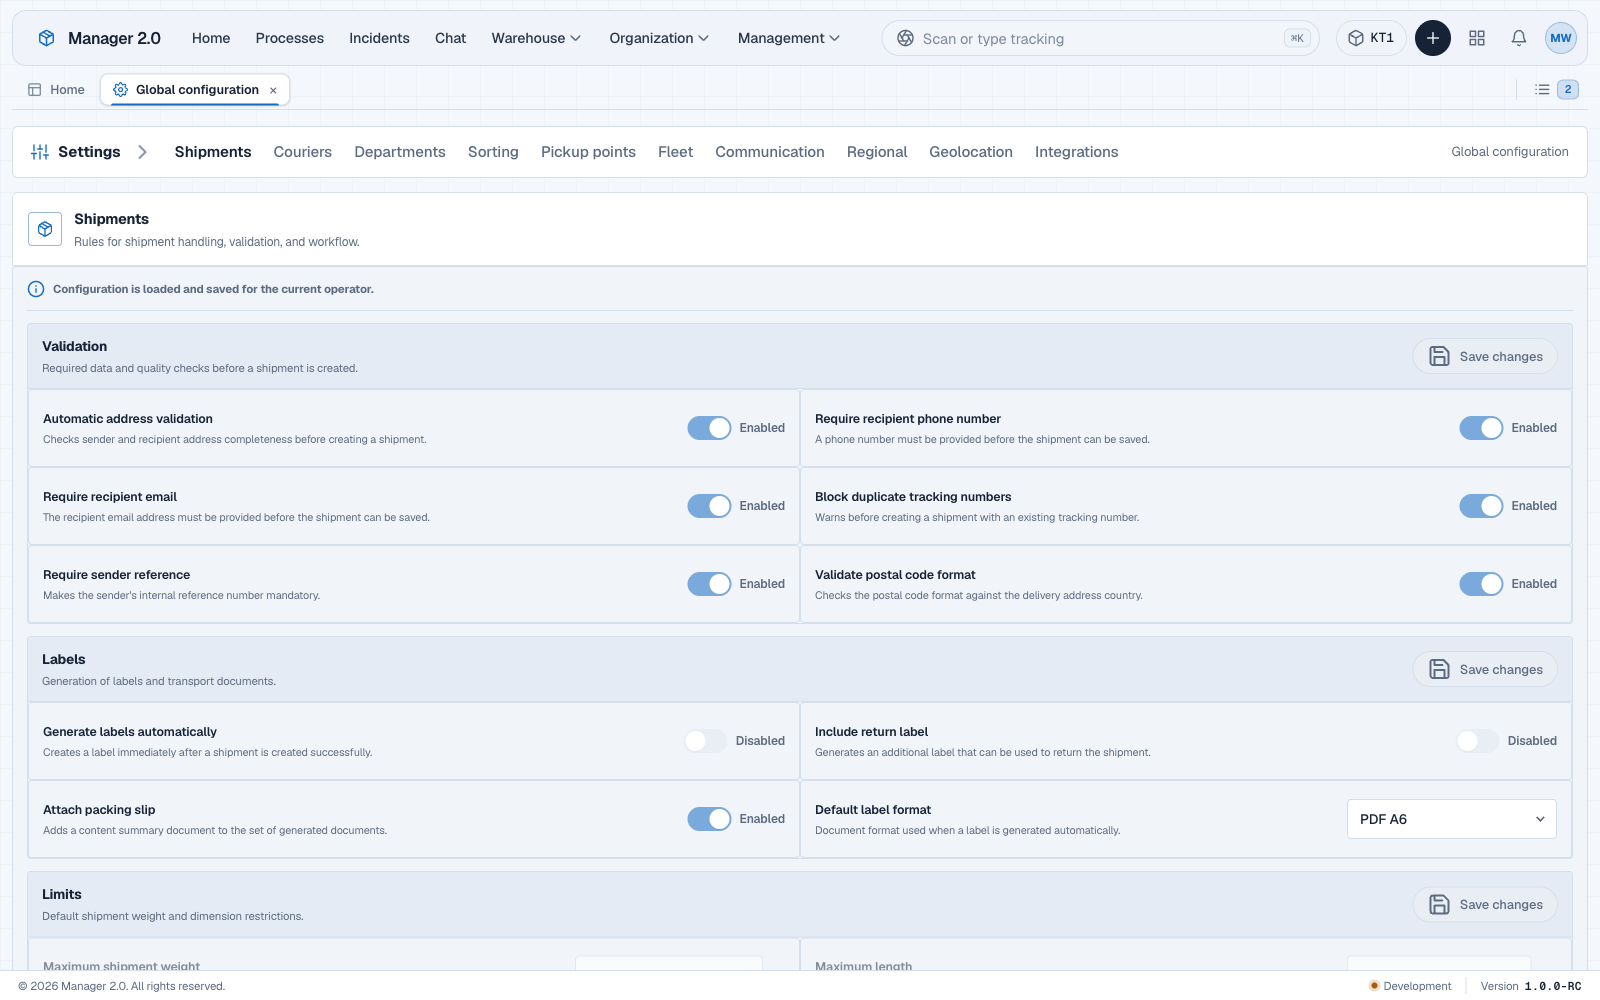 Manager 2.0
Home
Processes
Incidents
Chat
Warehouse
Organization
Management
Scan or type tracking
⌘K
KT1
MW
Home
Global configuration
×
2
Settings
Shipments
Couriers
Departments
Sorting
Pickup points
Fleet
Communication
Regional
Geolocation
Integrations
Global configuration
Shipments
Rules for shipment handling, validation, and workflow.
Configuration is loaded and saved for the current operator.
Validation
Required data and quality checks before a shipment is created.
Save changes
Automatic address validation
Checks sender and recipient address completeness before creating a shipment.
Enabled
Require recipient phone number
A phone number must be provided before the shipment can be saved.
Enabled
Require recipient email
The recipient email address must be provided before the shipment can be saved.
Enabled
Block duplicate tracking numbers
Warns before creating a shipment with an existing tracking number.
Enabled
Require sender reference
Makes the sender's internal reference number mandatory.
Enabled
Validate postal code format
Checks the postal code format against the delivery address country.
Enabled
Labels
Generation of labels and transport documents.
Save changes
Generate labels automatically
Creates a label immediately after a shipment is created successfully.
Disabled
Include return label
Generates an additional label that can be used to return the shipment.
Disabled
Attach packing slip
Adds a content summary document to the set of generated documents.
Enabled
Default label format
Document format used when a label is generated automatically.
PDF A6
Limits
Default shipment weight and dimension restrictions.
Save changes
Maximum shipment weight
Maximum length
© 2026 Manager 2.0. All rights reserved.
Development
Version 1.0.0-RC